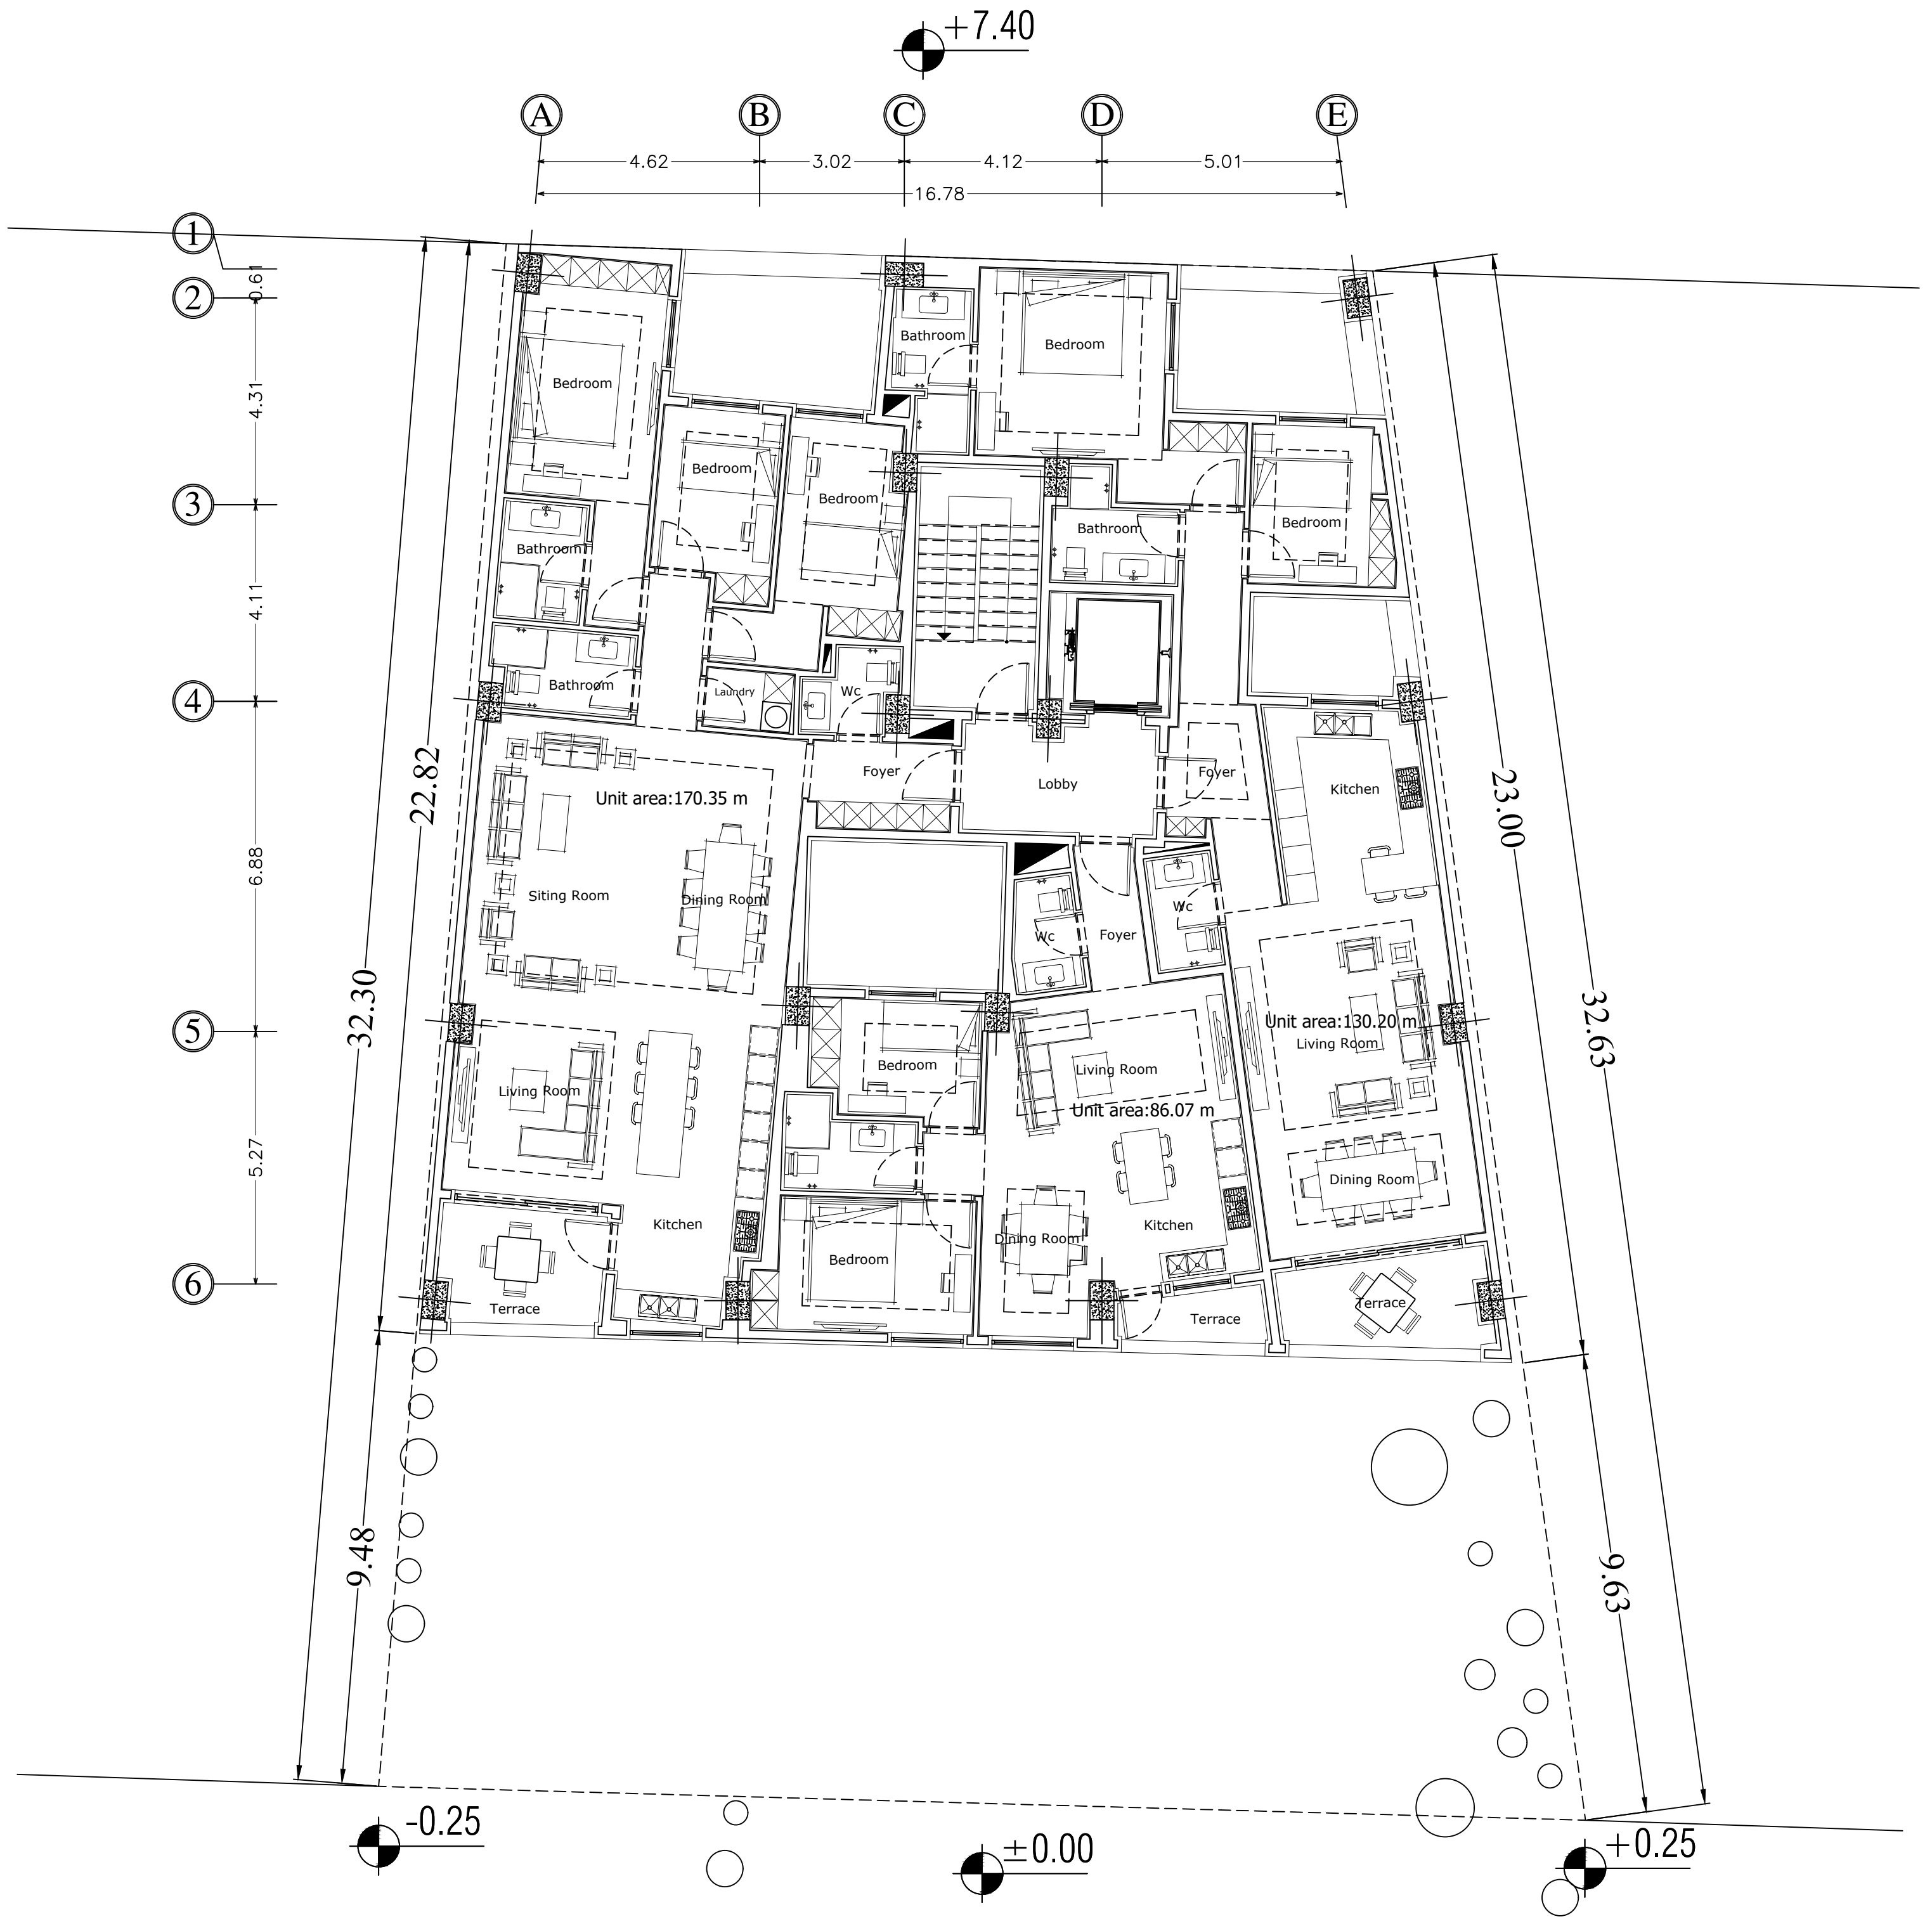 +7.40
A B C D E
4.62 3.02 4.12 5.01
16.78
1
0.61
2
Bathroom
Bedroom
Bedroom
4.31
Bedroom
Bedroom
3
Bedroom
Bathroom
Bathroom
4.11
Bathroom
Laundry
Wc
4
22.82
Foyer
Lobby
Foyer
Kitchen
Unit area:170.35 m
23.00
6.88
Siting Room
Dining Room
Wc
Wc
Foyer
32.30
5
Unit area:130.20 m
Living Room
32.63
Bedroom
Living Room
Living Room
Unit area:86.07 m
5.27
Dining Room
Kitchen
Kitchen
Dining Room
Bedroom
6
Terrace
Terrace
Terrace
9.48
9.63
-0.25
±0.00
+0.25